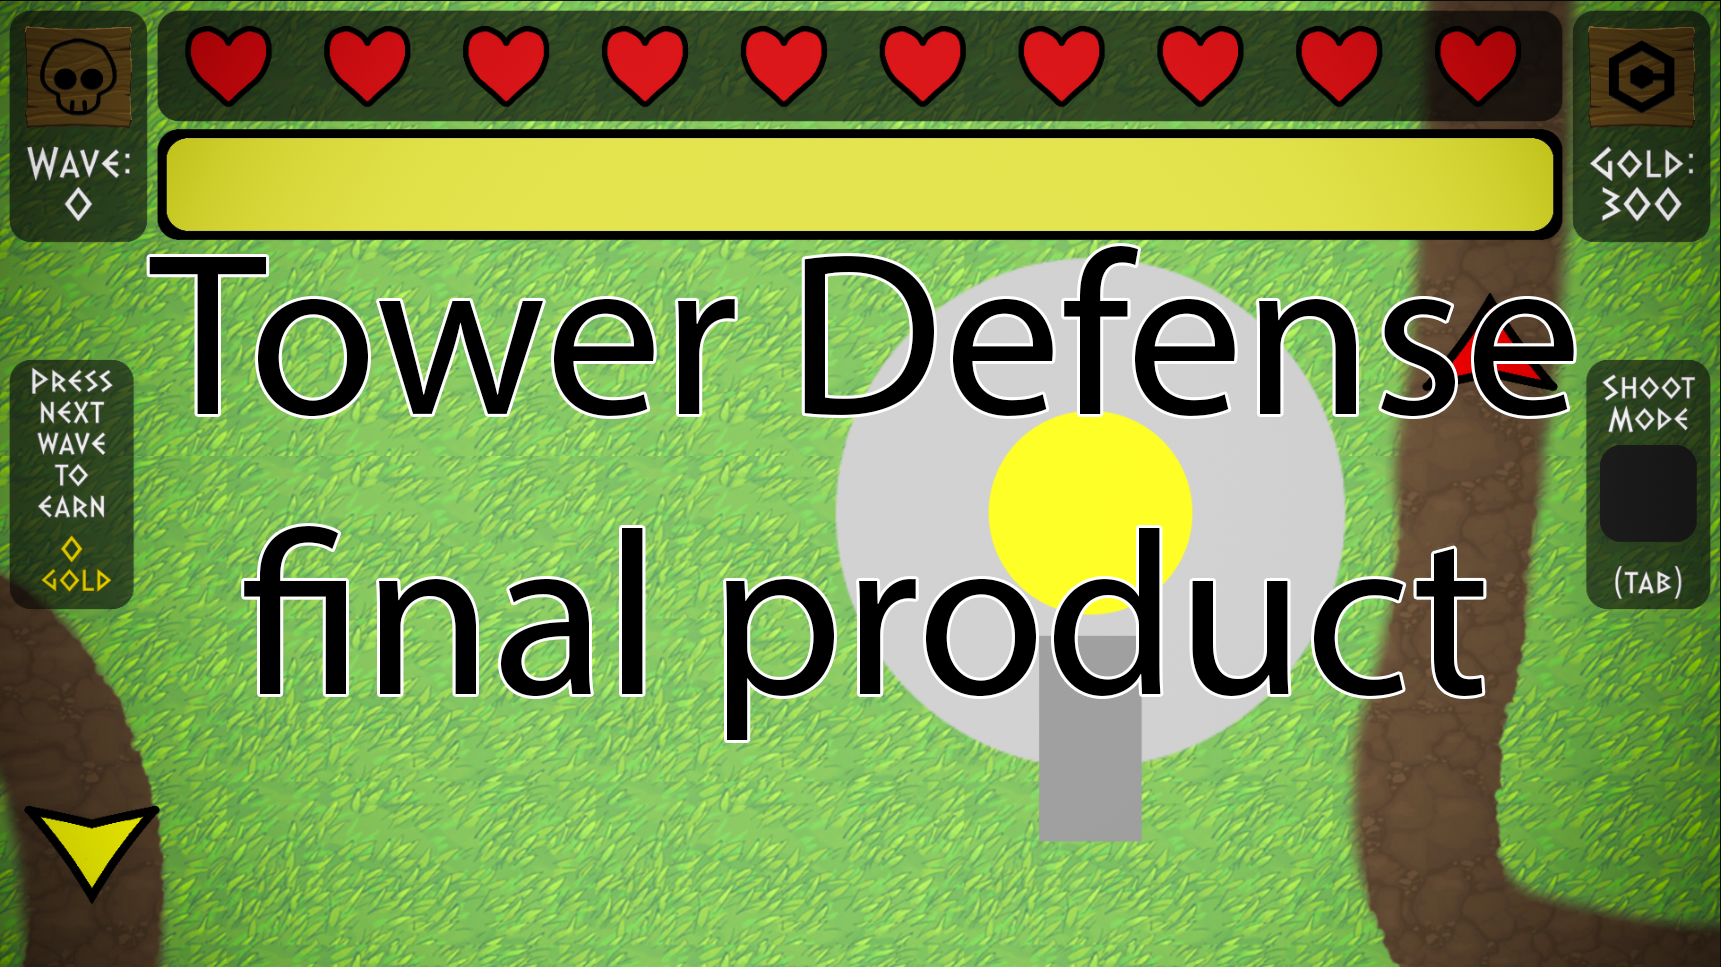 WAVE:
0
GOLD:
300
Tower Defense
final product
PRESS
NEXT
WAVE
TO
EARN
0
GOLD
SHOOT
MODE
(TAB)